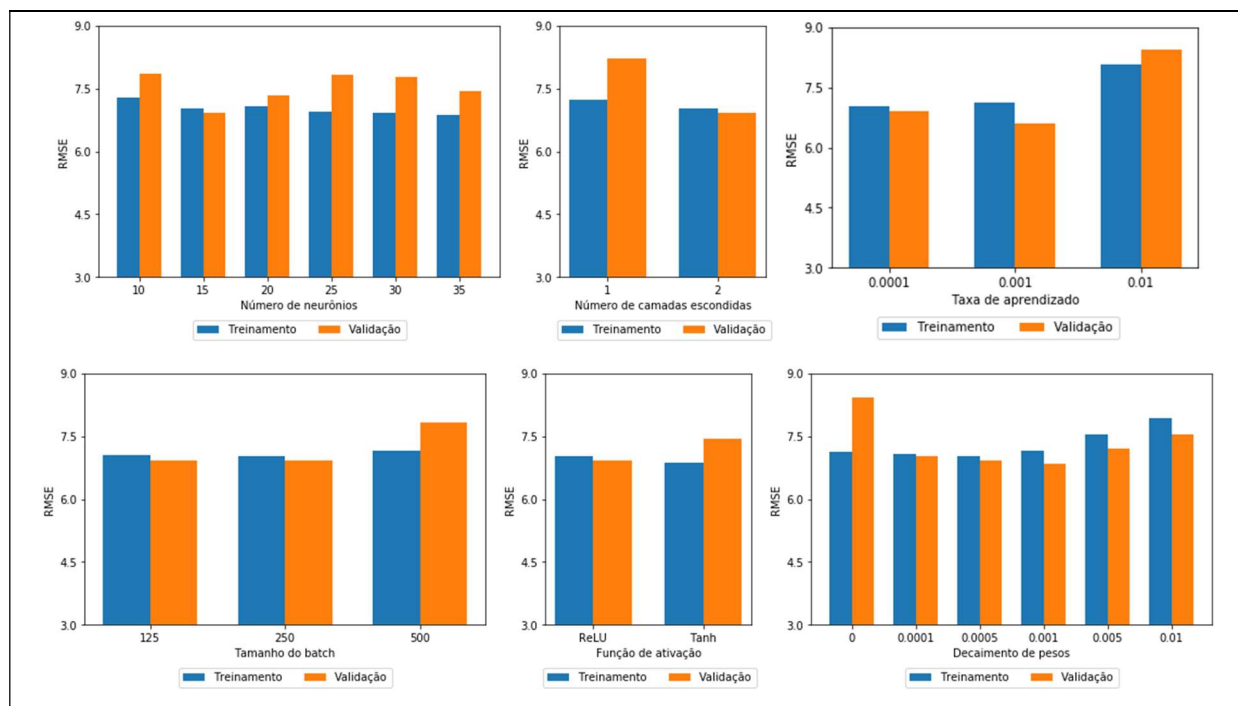 RMSE
9.0
7.5
6.0
4.5
3.0
10 15 20 25 30 35
Número de neurônios
Treinamento Validação
RMSE
9.0
7.5
6.0
4.5
3.0
1 2
Número de camadas escondidas
Treinamento Validação
RMSE
9.0
7.5
6.0
4.5
3.0
0.0001 0.001 0.01
Taxa de aprendizado
Treinamento Validação
RMSE
9.0
7.5
6.0
4.5
3.0
125 250 500
Tamanho do batch
Treinamento Validação
RMSE
9.0
7.5
6.0
4.5
3.0
ReLU Tanh
Função de ativação
Treinamento Validação
RMSE
9.0
7.5
6.0
4.5
3.0
0 0.0001 0.0005 0.001 0.005 0.01
Decaimento de pesos
Treinamento Validação